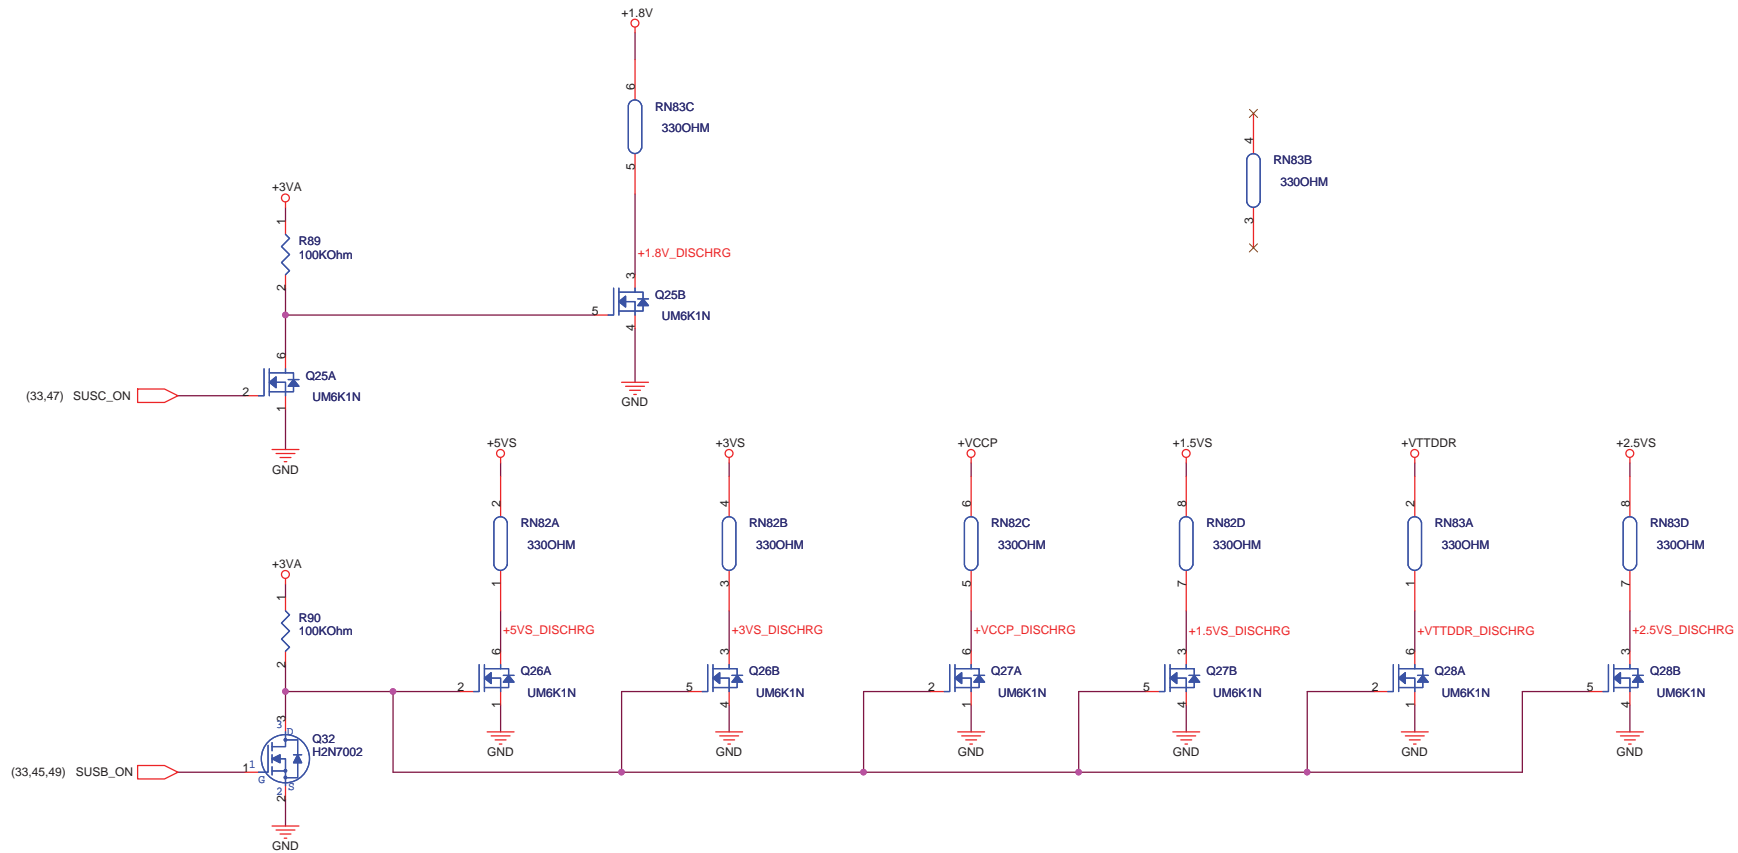 +1.8V
6
RN83C
330OHM
5
4
RN83B
330OHM
3
+3VA
1
R89
100KOhm
2
+1.8V_DISCHRG
3
5
Q25B
UM6K1N
4
GND
6
(33,47) SUSC_ON
2
Q25A
UM6K1N
1
GND
+5VS
2
RN82A
330OHM
1
+5VS_DISCHRG
6
2
Q26A
UM6K1N
1
GND
+3VS
4
RN82B
330OHM
3
+3VS_DISCHRG
3
5
Q26B
UM6K1N
4
GND
+VCCP
6
RN82C
330OHM
5
+VCCP_DISCHRG
6
2
Q27A
UM6K1N
1
GND
+1.5VS
8
RN82D
330OHM
7
+1.5VS_DISCHRG
3
5
Q27B
UM6K1N
4
GND
+VTTDDR
2
RN83A
330OHM
1
+VTTDDR_DISCHRG
6
2
Q28A
UM6K1N
1
GND
+2.5VS
8
RN83D
330OHM
7
+2.5VS_DISCHRG
3
5
Q28B
UM6K1N
4
GND
+3VA
1
R90
100KOhm
2
3
3
D
Q32
H2N7002
(33,45,49) SUSB_ON
1
1
G
S
2
2
GND